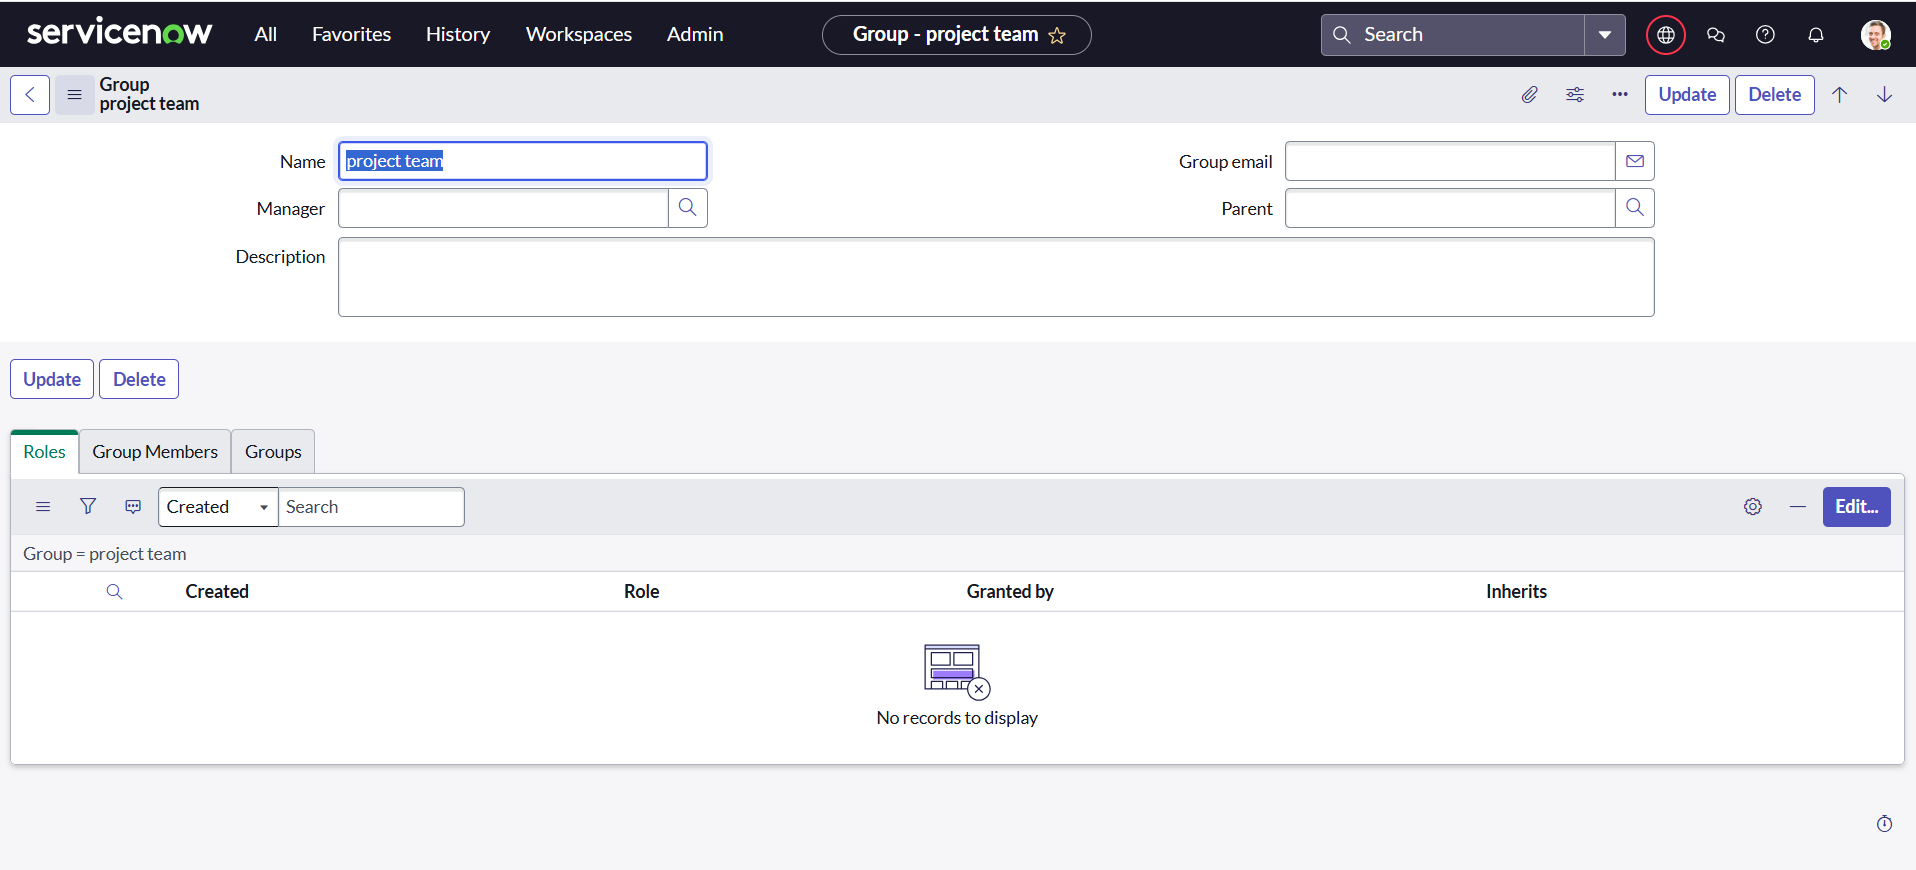 servicenow All Favorites History Workspaces Admin Group - project team Search
Group
project team
Update Delete
Name project team Group email
Manager Parent
Description
Update Delete
Roles Group Members Groups
Created Search Edit...
Group = project team
Created Role Granted by Inherits
No records to display